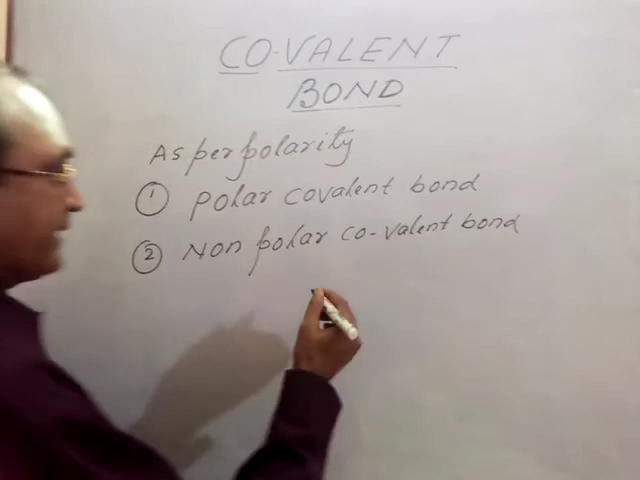 CO-VALENT
BOND
As per polarity
① polar covalent bond
② Non polar co-valent bond